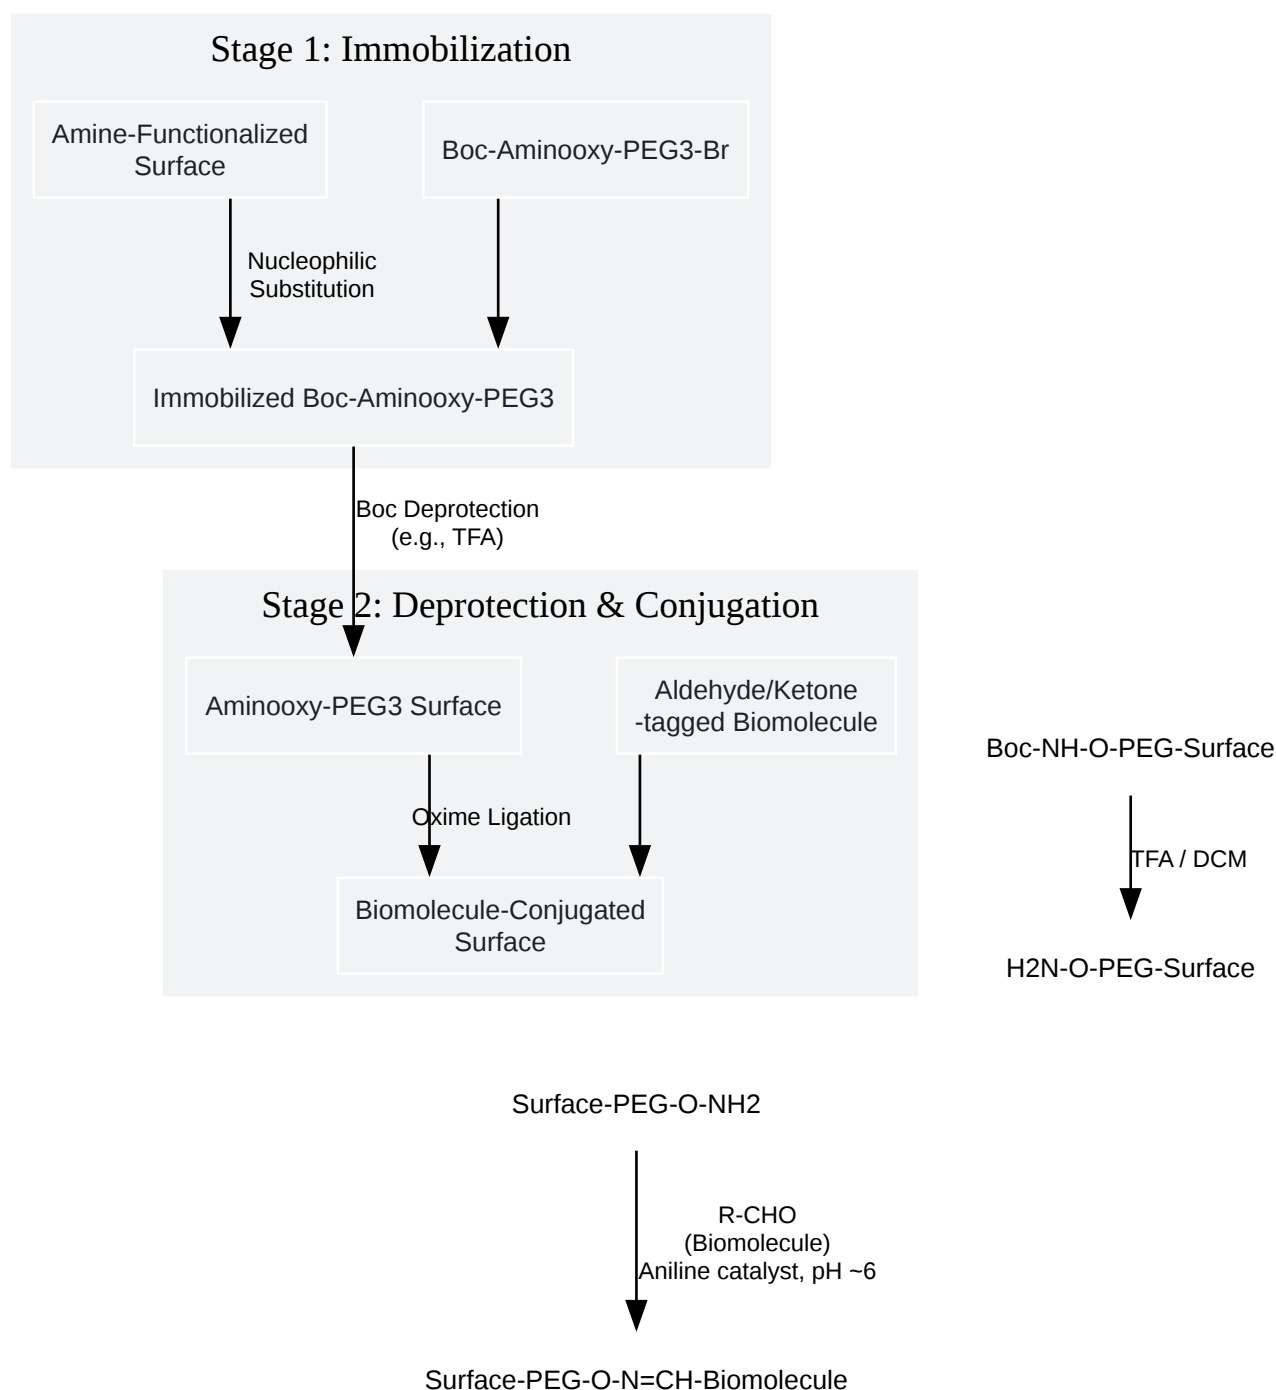 Stage 1: Immobilization
Amine-Functionalized
Surface
Boc-Aminooxy-PEG3-Br
Nucleophilic
Substitution
Immobilized Boc-Aminooxy-PEG3
Boc Deprotection
(e.g., TFA)
Stage 2: Deprotection & Conjugation
Aminooxy-PEG3 Surface
Aldehyde/Ketone
-tagged Biomolecule
Oxime Ligation
Biomolecule-Conjugated
Surface
Boc-NH-O-PEG-Surface
TFA / DCM
H2N-O-PEG-Surface
Surface-PEG-O-NH2
R-CHO
(Biomolecule)
Aniline catalyst, pH ~6
Surface-PEG-O-N=CH-Biomolecule